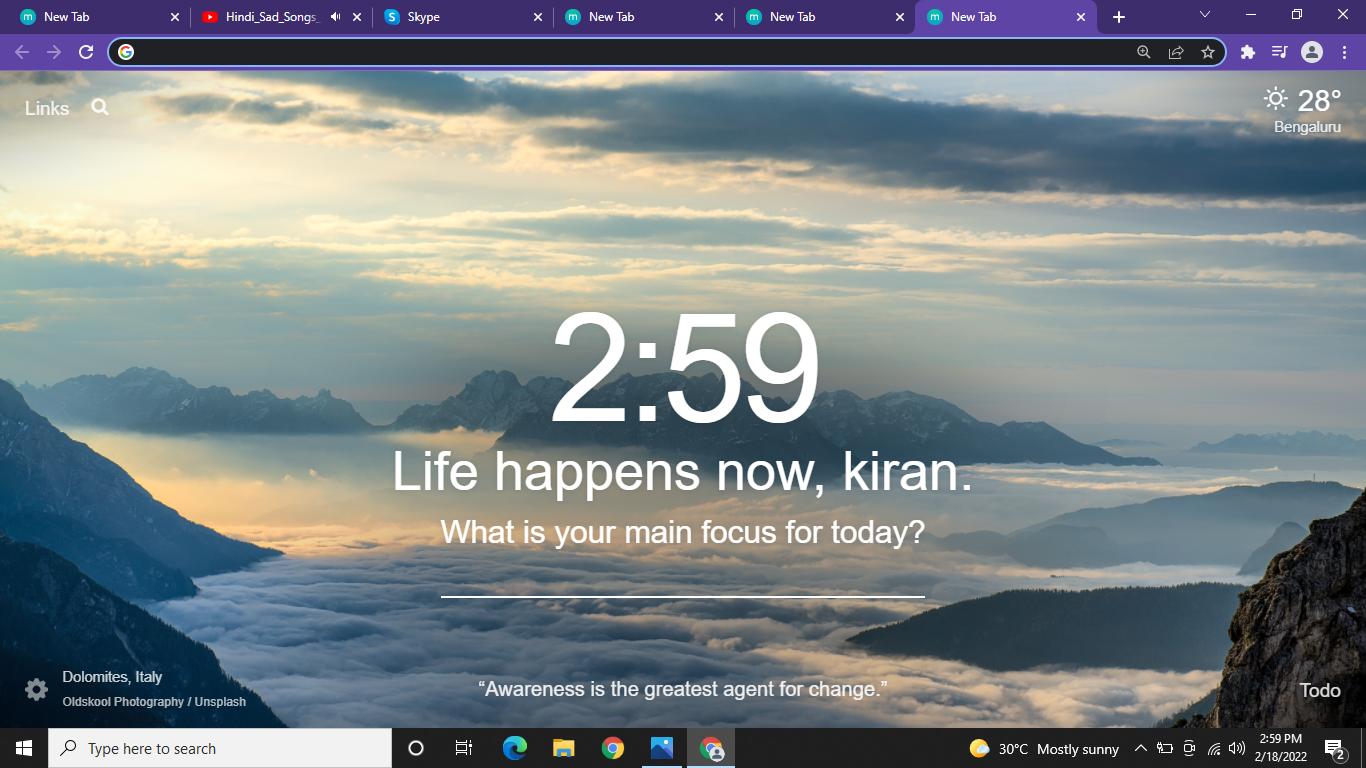 New Tab
Hindi_Sad_Songs_
Skype
New Tab
New Tab
New Tab
Links
28°
Bengaluru
2:59
Life happens now, kiran.
What is your main focus for today?
Dolomites, Italy
Oldskool Photography / Unsplash
“Awareness is the greatest agent for change.”
Todo
Type here to search
30°C Mostly sunny
2:59 PM
2/18/2022
2